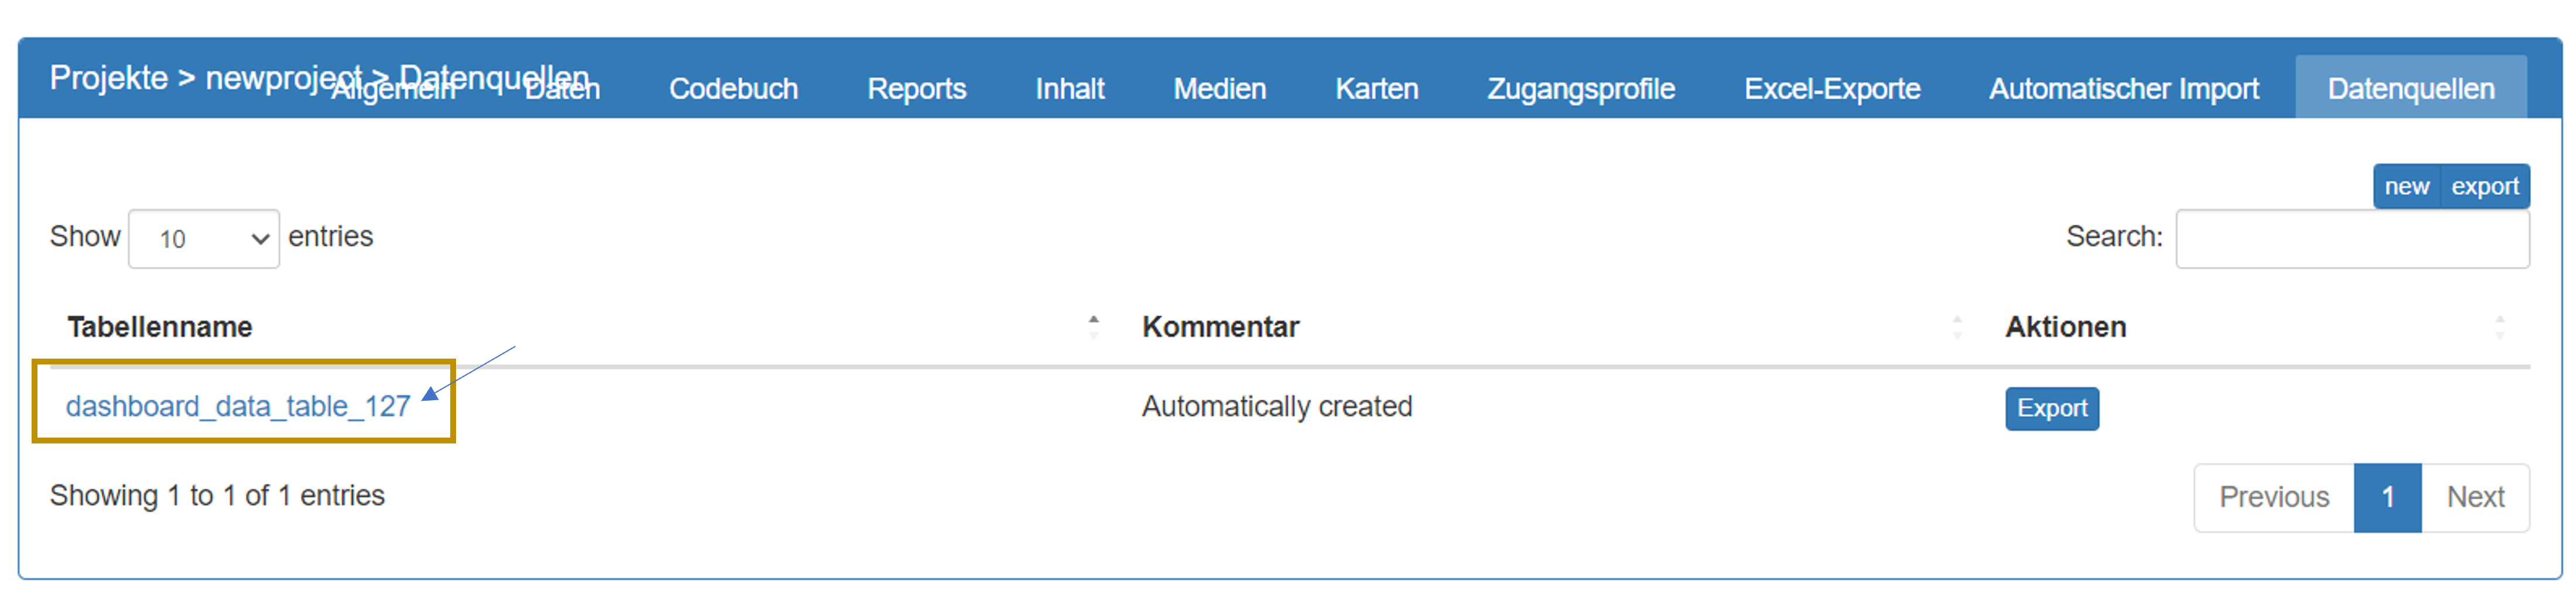 Projekte > newproject > Datenquellen
Allgemein Daten Codebuch Reports Inhalt Medien Karten Zugangsprofile Excel-Exporte Automatischer Import Datenquellen
new export
Show 10 entries Search:
Tabellenname Kommentar Aktionen
dashboard_data_table_127 Automatically created Export
Showing 1 to 1 of 1 entries Previous 1 Next